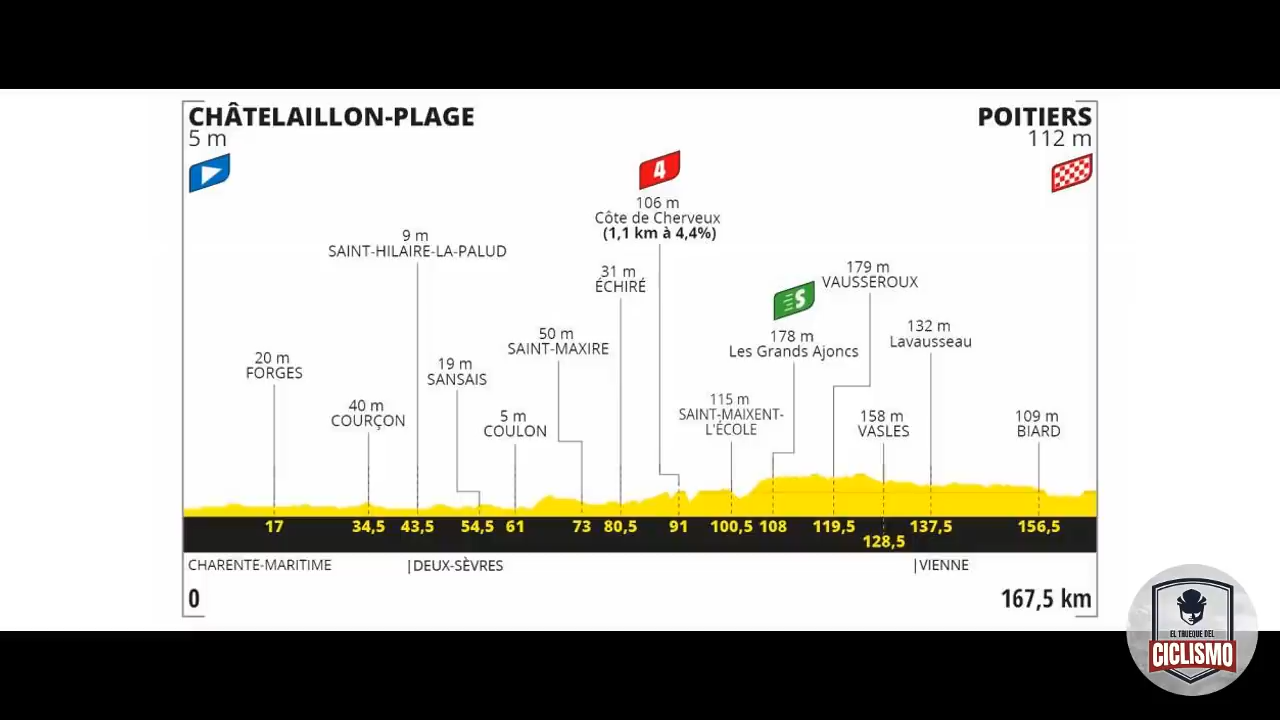 CHÂTELAILLON-PLAGE
5 m
POITIERS
112 m
4
106 m
Côte de Cherveux
(1,1 km à 4,4%)
9 m
SAINT-HILAIRE-LA-PALUD
31 m
ÉCHIRÉ
179 m
VAUSSEROUX
S
178 m
Les Grands Ajoncs
132 m
Lavausseau
50 m
SAINT-MAXIRE
20 m
FORGES
19 m
SANSAIS
40 m
COURÇON
5 m
COULON
115 m
SAINT-MAIXENT-
L'ÉCOLE
158 m
VASLES
109 m
BIARD
17
34,5
43,5
54,5
61
73
80,5
91
100,5
108
119,5
128,5
137,5
156,5
CHARENTE-MARITIME
|DEUX-SÈVRES
|VIENNE
0
167,5 km
EL TRUEQUE DEL
CICLISMO